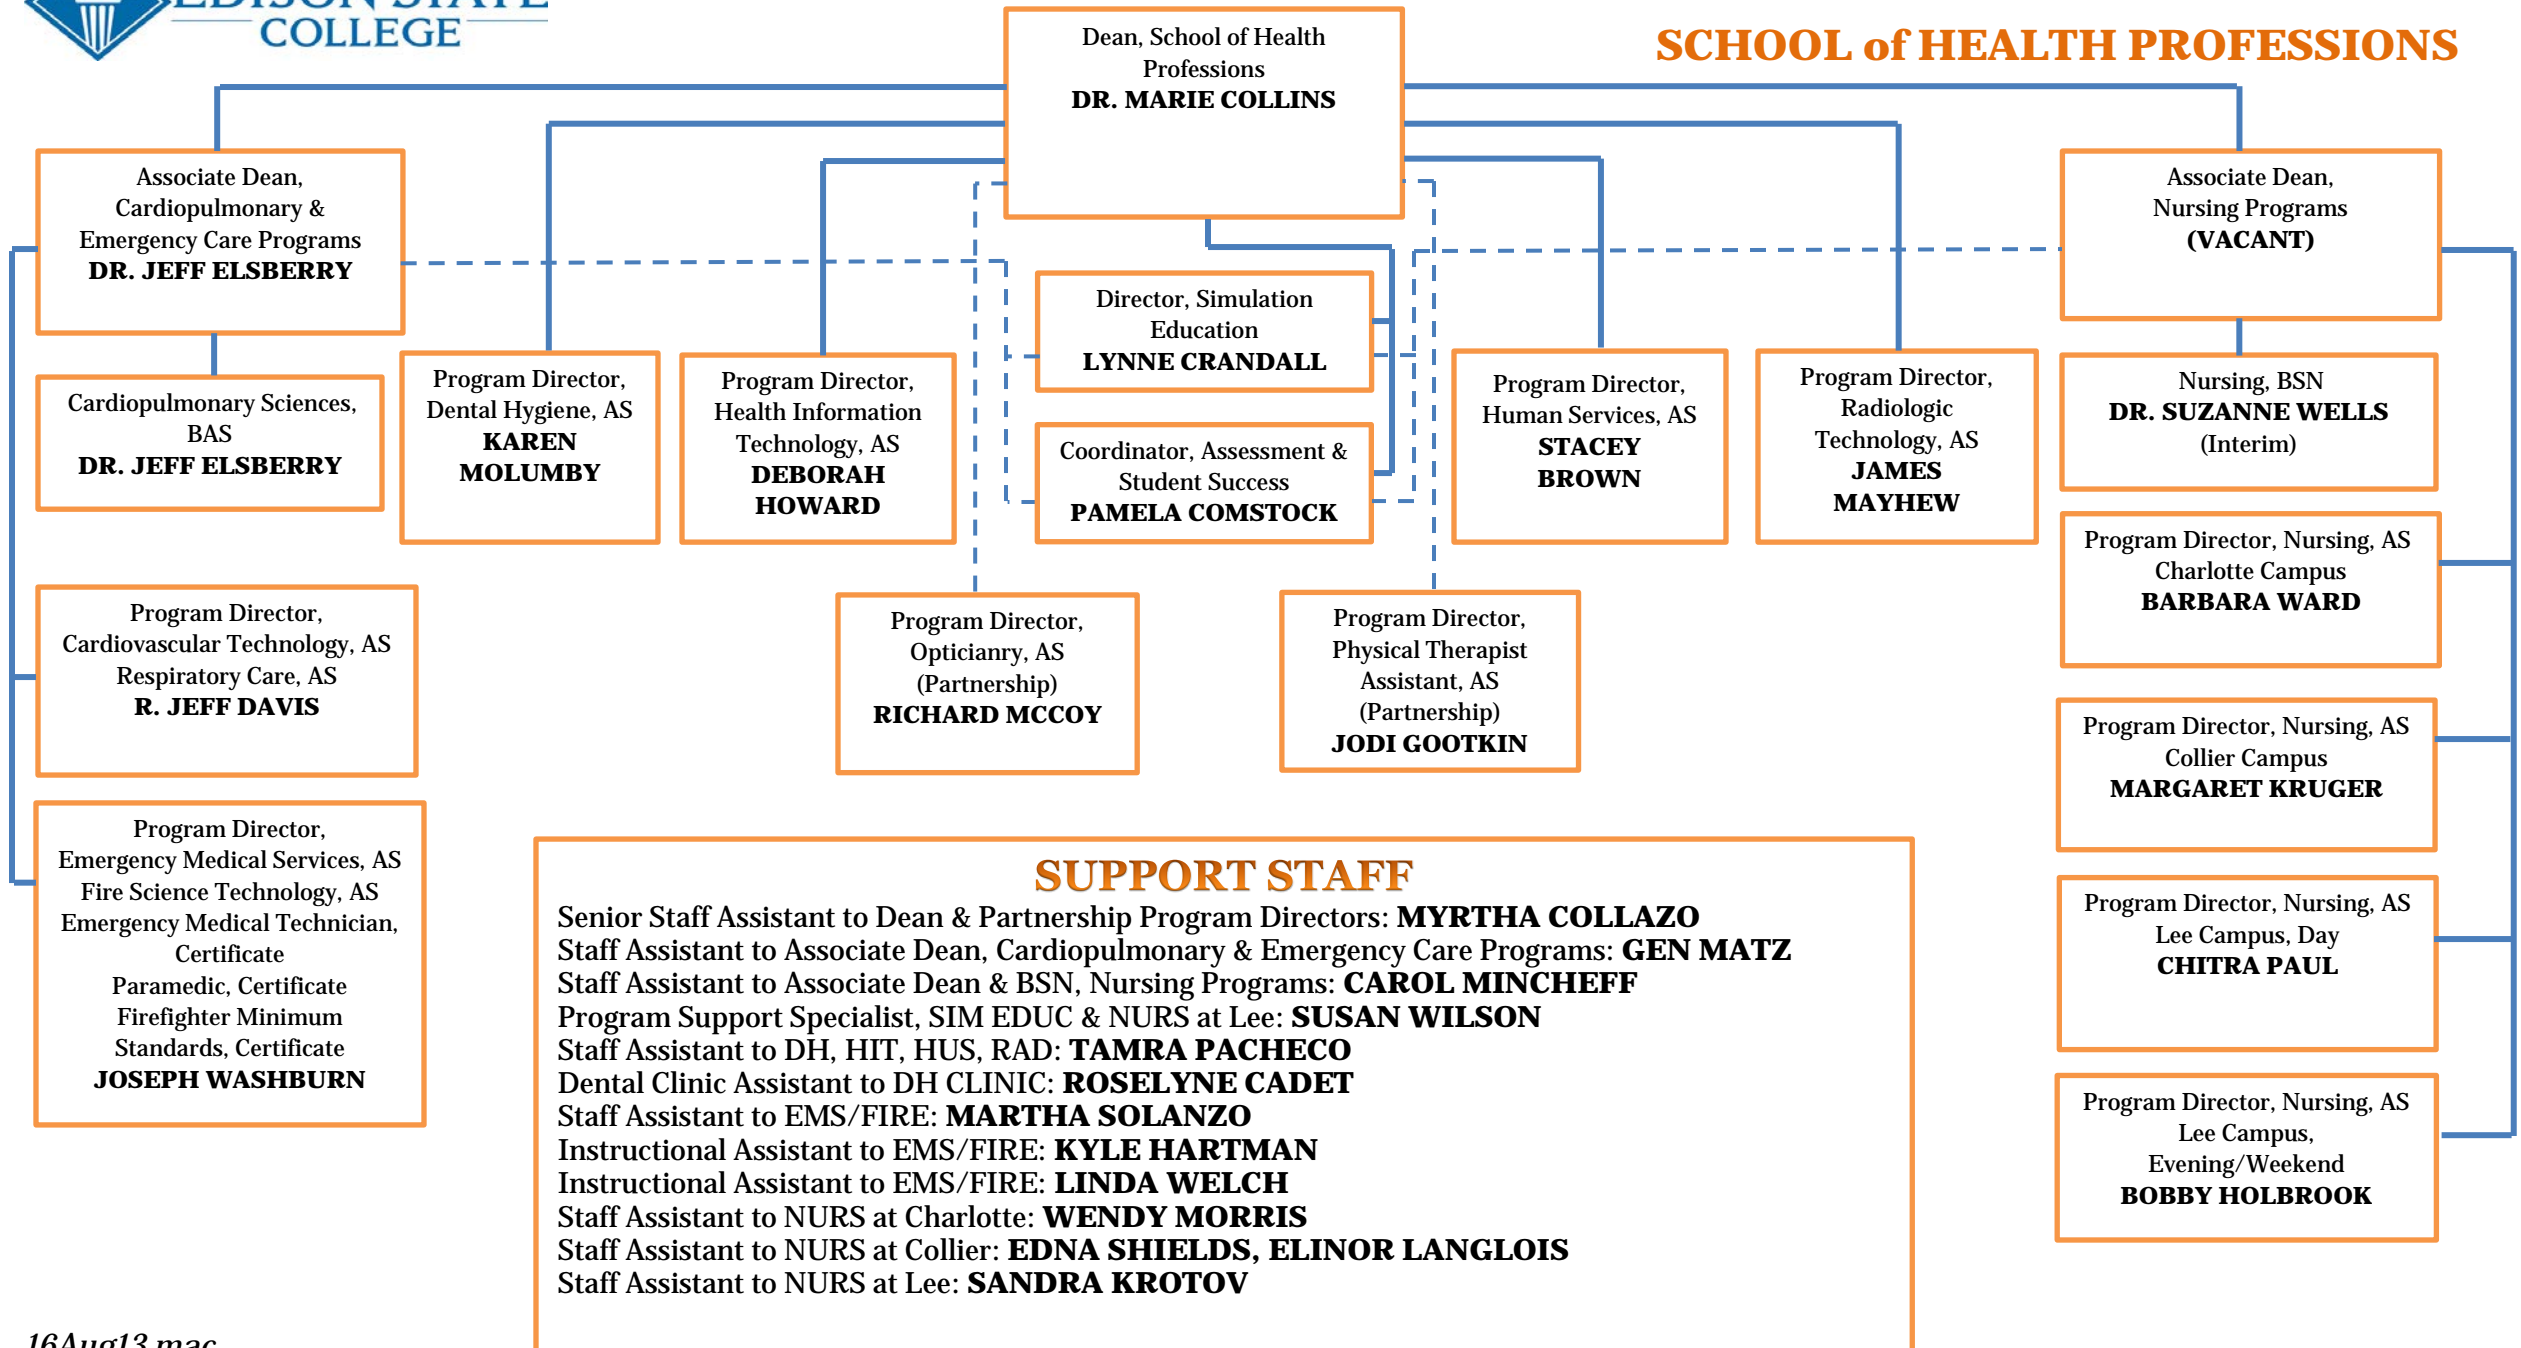 EDISON STATE
COLLEGE
SCHOOL of HEALTH PROFESSIONS
Dean, School of Health
Professions
DR. MARIE COLLINS
Associate Dean,
Cardiopulmonary &
Emergency Care Programs
DR. JEFF ELSBERRY
Associate Dean,
Nursing Programs
(VACANT)
Director, Simulation
Education
LYNNE CRANDALL
Coordinator, Assessment &
Student Success
PAMELA COMSTOCK
Cardiopulmonary Sciences,
BAS
DR. JEFF ELSBERRY
Program Director,
Dental Hygiene, AS
KAREN
MOLUMBY
Program Director,
Health Information
Technology, AS
DEBORAH
HOWARD
Program Director,
Human Services, AS
STACEY
BROWN
Program Director,
Radiologic
Technology, AS
JAMES
MAYHEW
Nursing, BSN
DR. SUZANNE WELLS
(Interim)
Program Director, Nursing, AS
Charlotte Campus
BARBARA WARD
Program Director,
Cardiovascular Technology, AS
Respiratory Care, AS
R. JEFF DAVIS
Program Director,
Opticianry, AS
(Partnership)
RICHARD MCCOY
Program Director,
Physical Therapist
Assistant, AS
(Partnership)
JODI GOOTKIN
Program Director, Nursing, AS
Collier Campus
MARGARET KRUGER
Program Director,
Emergency Medical Services, AS
Fire Science Technology, AS
Emergency Medical Technician,
Certificate
Paramedic, Certificate
Firefighter Minimum
Standards, Certificate
JOSEPH WASHBURN
Program Director, Nursing, AS
Lee Campus, Day
CHITRA PAUL
Program Director, Nursing, AS
Lee Campus,
Evening/Weekend
BOBBY HOLBROOK
SUPPORT STAFF
Senior Staff Assistant to Dean & Partnership Program Directors: MYRTHA COLLAZO
Staff Assistant to Associate Dean, Cardiopulmonary & Emergency Care Programs: GEN MATZ
Staff Assistant to Associate Dean & BSN, Nursing Programs: CAROL MINCHEFF
Program Support Specialist, SIM EDUC & NURS at Lee: SUSAN WILSON
Staff Assistant to DH, HIT, HUS, RAD: TAMRA PACHECO
Dental Clinic Assistant to DH CLINIC: ROSELYNE CADET
Staff Assistant to EMS/FIRE: MARTHA SOLANZO
Instructional Assistant to EMS/FIRE: KYLE HARTMAN
Instructional Assistant to EMS/FIRE: LINDA WELCH
Staff Assistant to NURS at Charlotte: WENDY MORRIS
Staff Assistant to NURS at Collier: EDNA SHIELDS, ELINOR LANGLOIS
Staff Assistant to NURS at Lee: SANDRA KROTOV
16Aug13 mac